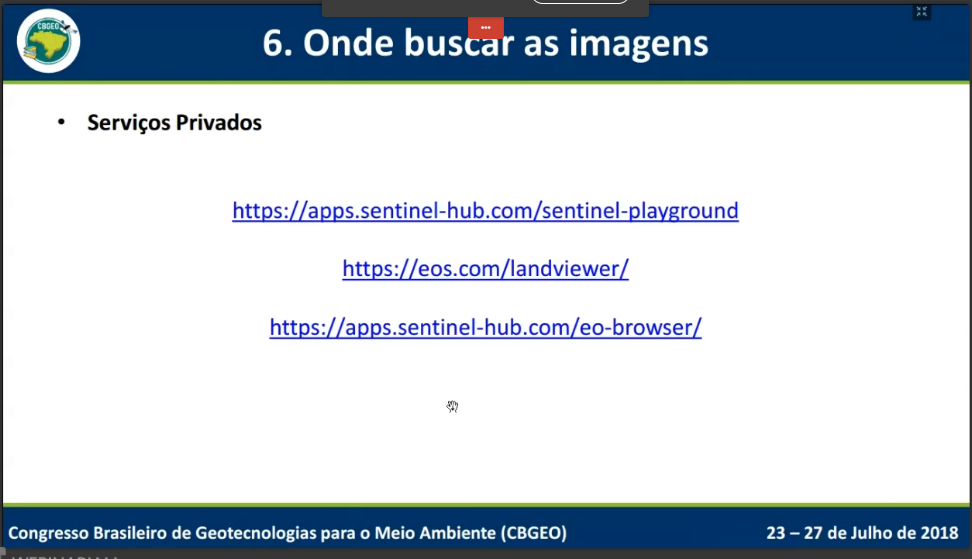 CBGEO
6. Onde buscar as imagens
• Serviços Privados
https://apps.sentinel-hub.com/sentinel-playground
https://eos.com/landviewer/
https://apps.sentinel-hub.com/eo-browser/
Congresso Brasileiro de Geotecnologias para o Meio Ambiente (CBGEO)
23 – 27 de Julho de 2018